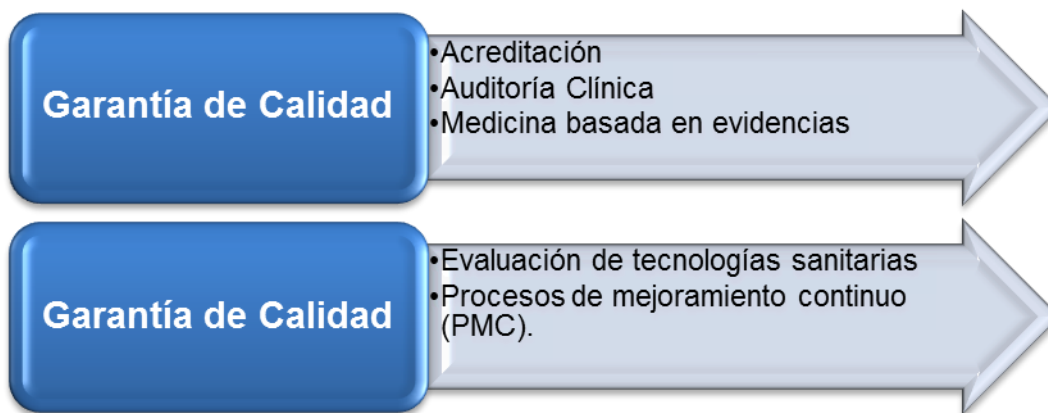 Garantía de Calidad
•Acreditación
•Auditoría Clínica
•Medicina basada en evidencias
Garantía de Calidad
•Evaluación de tecnologías sanitarias
•Procesos de mejoramiento continuo
(PMC).